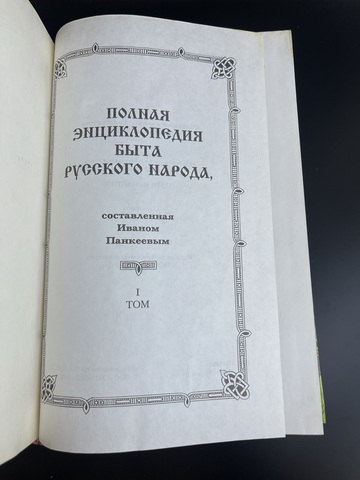 ПОЛНАЯ
ЭНЦИКЛОПЕДИЯ
БЫТА
РУССКОГО НАРОДА,
составленная
Иваном
Панкеевым
I
ТОМ